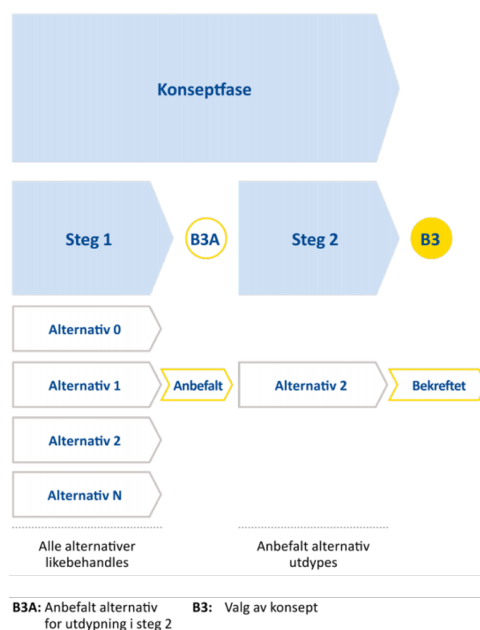 Konseptfase
Steg 1
B3A
Steg 2
B3
Alternativ 0
Alternativ 1
Anbefalt
Alternativ 2
Bekreftet
Alternativ 2
Alternativ N
Alle alternativer
likebehandles
Anbefalt alternativ
utdypes
B3A: Anbefalt alternativ
for utdypning i steg 2
B3: Valg av konsept